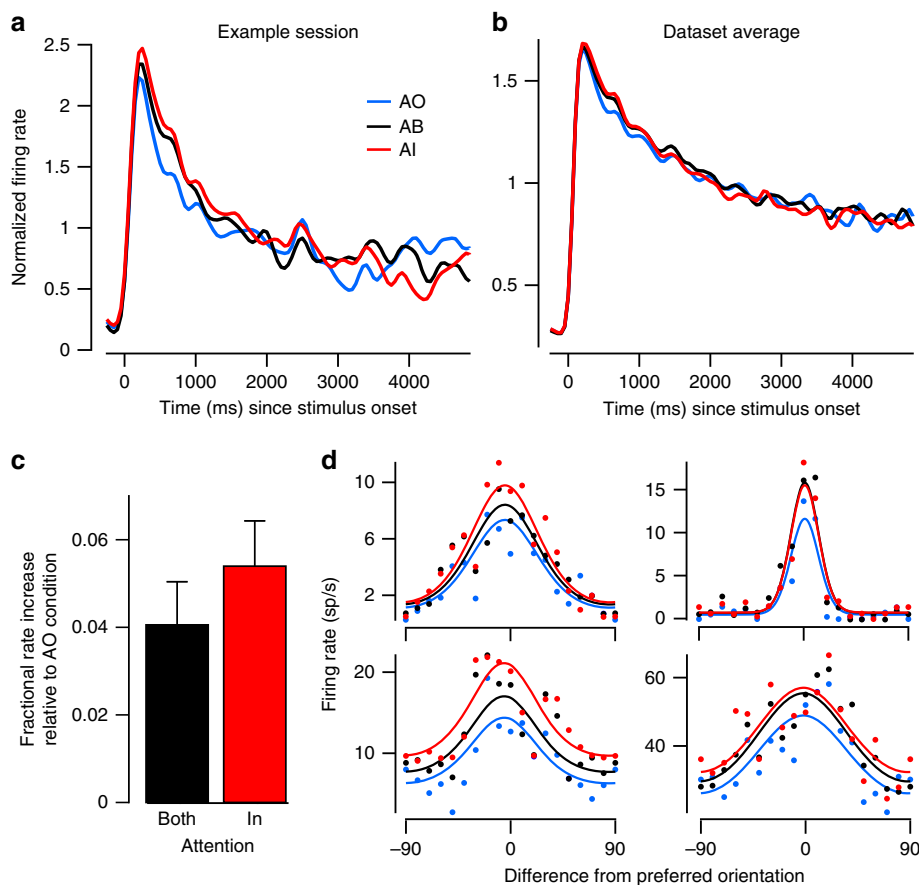 a
Example session
Normalized firing rate
2.5
2
1.5
1
0.5
0
AO
AB
AI
0 1000 2000 3000 4000
Time (ms) since stimulus onset
b
Dataset average
1.5
1
0.5
0 1000 2000 3000 4000
Time (ms) since stimulus onset
c
Fractional rate increase
relative to AO condition
0.06
0.04
0.02
0
Both In
Attention
d
Firing rate (sp/s)
10
6
2
15
10
5
0
20
10
60
40
−90 0 90
−90 0 90
Difference from preferred orientation